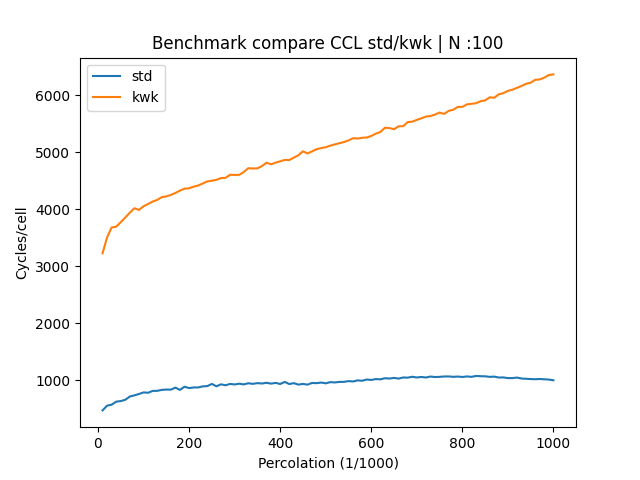 Benchmark compare CCL std/kwk | N :100
std
kwk
6000
5000
4000
3000
2000
1000
Cycles/cell
0 200 400 600 800 1000
Percolation (1/1000)